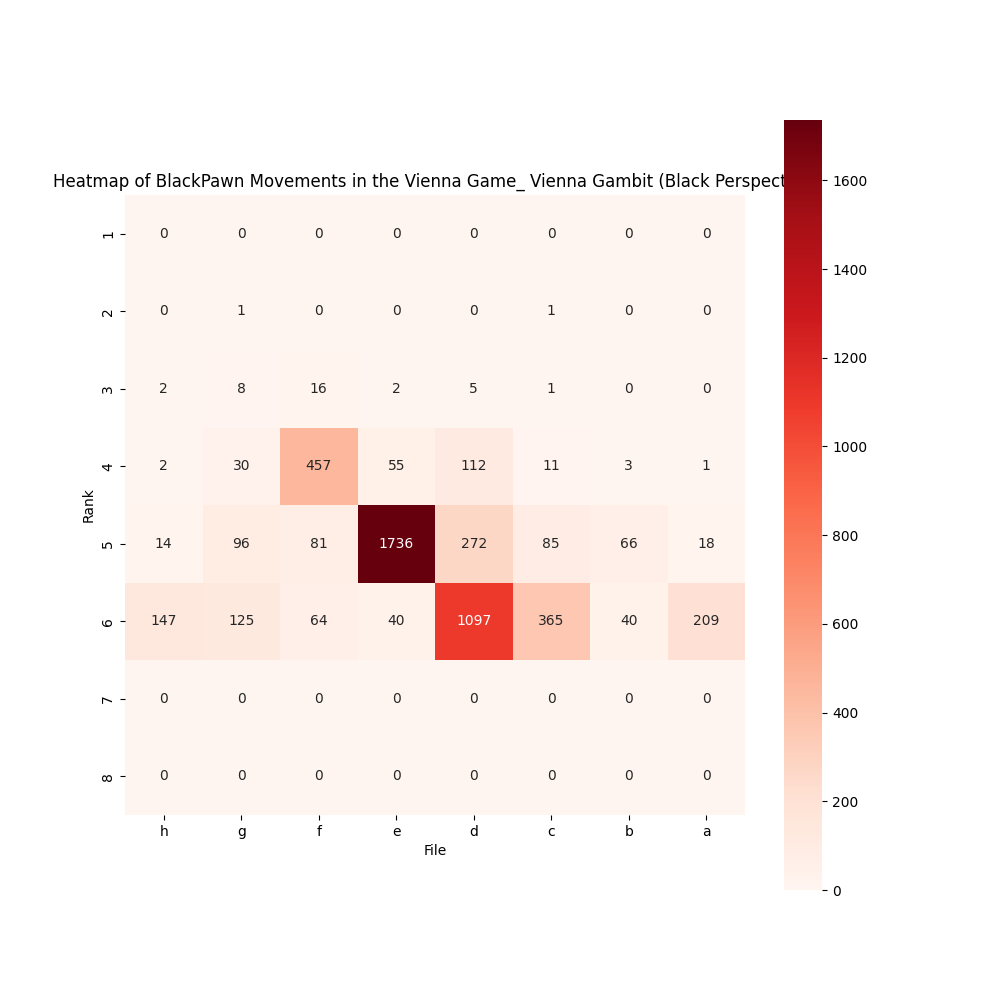 Heatmap of BlackPawn Movements in the Vienna Game_ Vienna Gambit (Black Perspect
1600
1 0 0 0 0 0 0 0 0
1400
2 0 1 0 0 0 1 0 0
1200
3 2 8 16 2 5 1 0 0
1000
4 2 30 457 55 112 11 3 1
Rank
800
5 14 96 81 1736 272 85 66 18
600
6 147 125 64 40 1097 365 40 209
400
7 0 0 0 0 0 0 0 0
200
8 0 0 0 0 0 0 0 0
h g f e d c b a
File
0